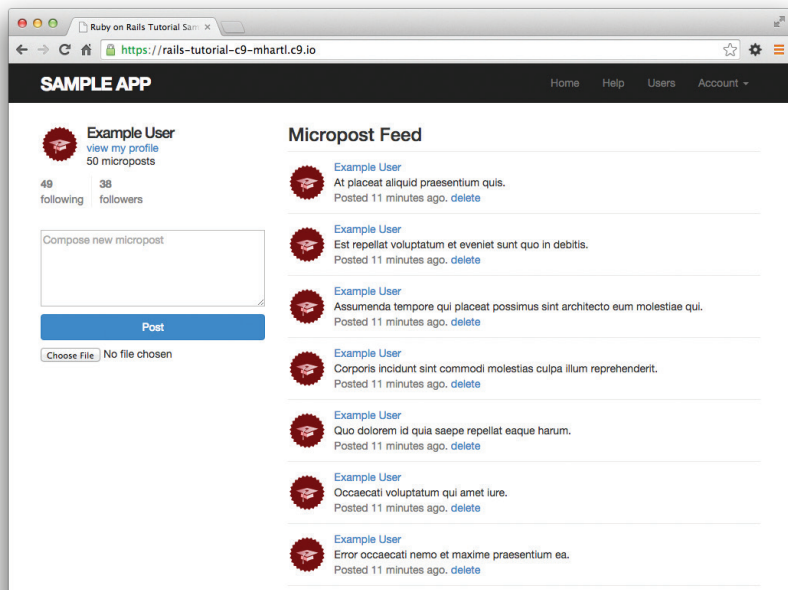 Ruby on Rails Tutorial Sam
https://rails-tutorial-c9-mhartl.c9.io
SAMPLE APP
Home Help Users Account
Example User
view my profile
50 microposts
49 following
38 followers
Compose new micropost
Post
Choose File No file chosen
Micropost Feed
Example User
At placeat aliquid praesentium quis.
Posted 11 minutes ago. delete
Example User
Est repellat voluptatum et eveniet sunt quo in debitis.
Posted 11 minutes ago. delete
Example User
Assumenda tempore qui placeat possimus sint architecto eum molestiae qui.
Posted 11 minutes ago. delete
Example User
Corporis incidunt sint commodi molestias culpa illum reprehenderit.
Posted 11 minutes ago. delete
Example User
Quo dolorem id quia saepe repellat eaque harum.
Posted 11 minutes ago. delete
Example User
Occaecati voluptatum qui amet iure.
Posted 11 minutes ago. delete
Example User
Error occaecati nemo et maxime praesentium ea.
Posted 11 minutes ago. delete